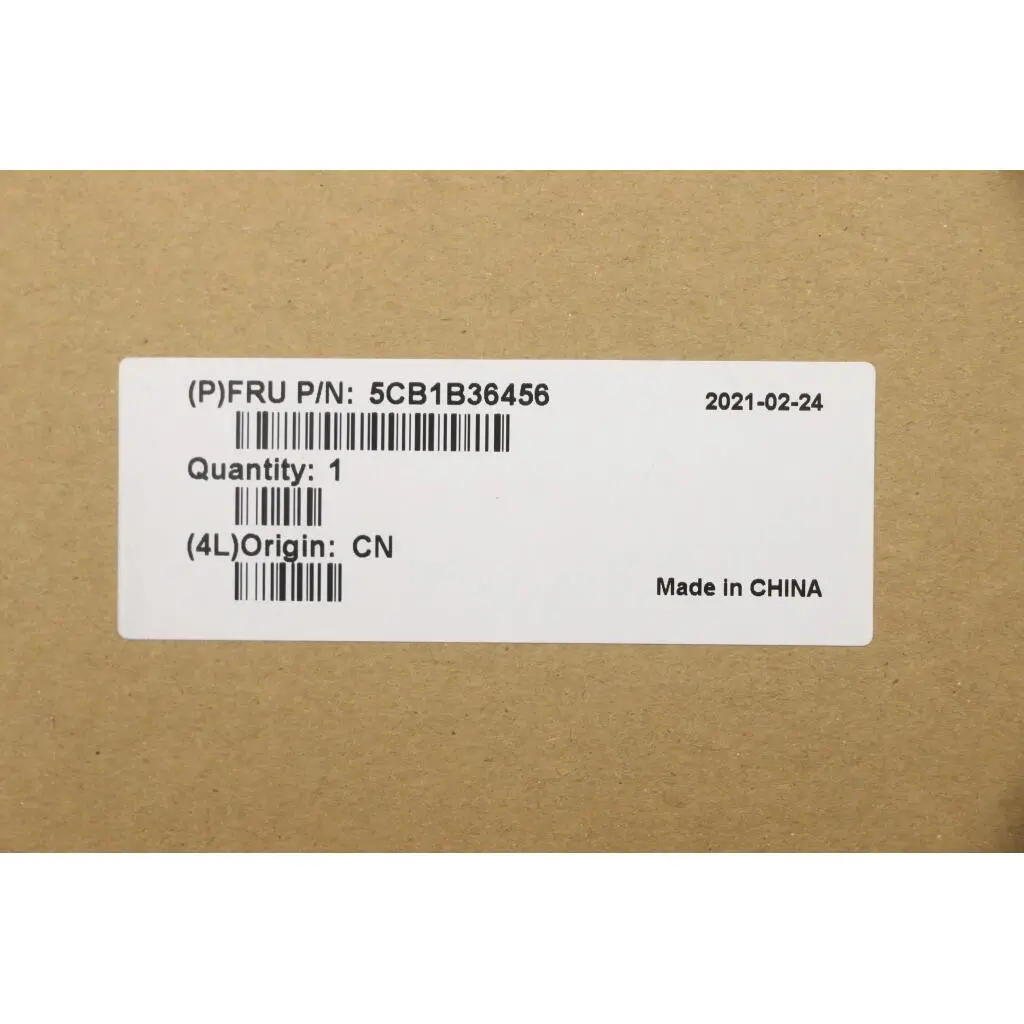 (P)FRU P/N: 5CB1B36456
2021-02-24
Quantity: 1
(4L)Origin: CN
Made in CHINA